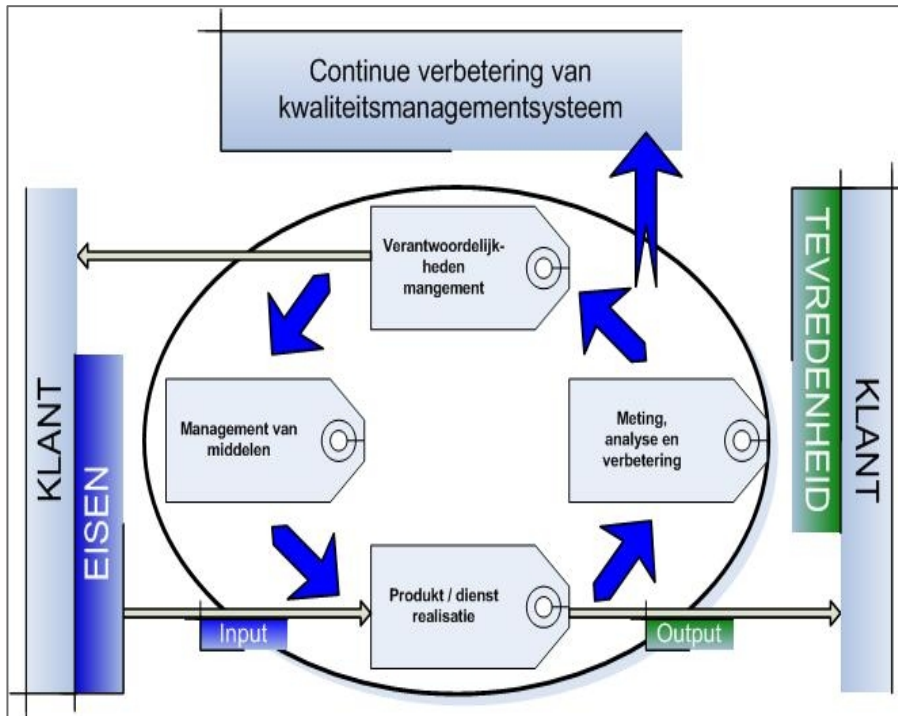 Continue verbetering van
kwaliteitsmanagementsysteem
Verantwoordelijk-
heden
mangement
KLANT
EISEN
Management van
middelen
Meting,
analyse en
verbetering
TEVREDENHEID
KLANT
Input
Produkt / dienst
realisatie
Output